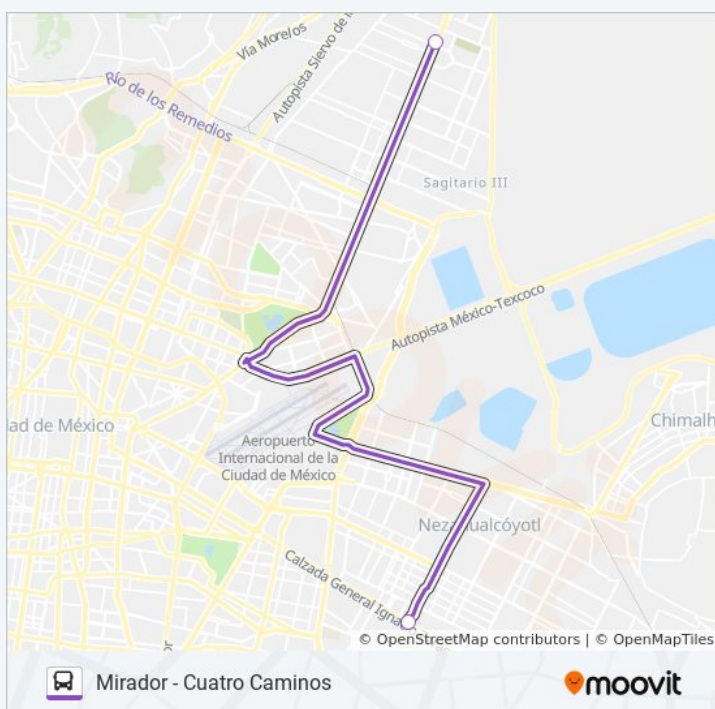 Vía Morelos
Autopista Siervo de la
Río de los Remedios
Sagitario III
Autopista México-Texcoco
ad de México
Aeropuerto
Internacional de la
Ciudad de México
Chimalh
Nezahualcóyotl
Calzada General Igna
or
© OpenStreetMap contributors | © OpenMapTiles
Mirador - Cuatro Caminos
moovit